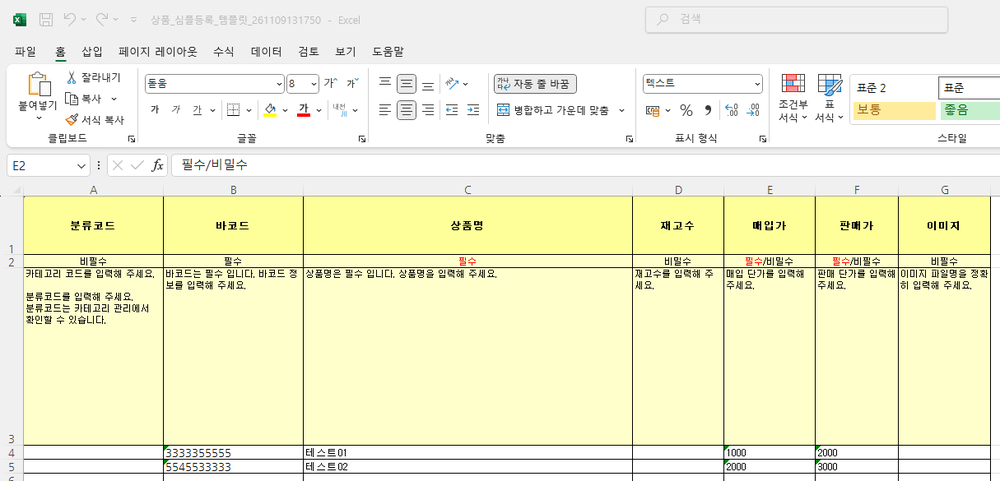 상품_심플등록_템플릿_261109131750 - Excel
검색
파일 홈 삽입 페이지 레이아웃 수식 데이터 검토 보기 도움말
붙여넣기
잘라내기
복사
서식 복사
클립보드
돋움 8 가^ 가ˇ
가 가 가 가 내천
글꼴
가나다라 자동 줄 바꿈
병합하고 가운데 맞춤
맞춤
텍스트
% 9 .00
표시 형식
조건부 서식
표 서식
표준 2 표준
보통 좋음
스타일
E2 fx 필수/비밀수
A B C D E F G
1 분류코드 바코드 상품명 재고수 매입가 판매가 이미지
2 비필수 필수 필수 비밀수 필수/비밀수 필수/비밀수 비필수
카테고리 코드를 입력해 주세요.
분류코드를 입력해 주세요.
분류코드는 카테고리 관리에서
확인할 수 있습니다.
바코드는 필수 입니다. 바코드 정
보를 입력해 주세요.
상품명은 필수 입니다. 상품명을 입력해 주세요.
재고수를 입력해 주
세요.
매입 단가를 입력해
주세요.
판매 단가를 입력해
주세요.
이미지 파일명을 정확
히 입력해 주세요.
3
4 3333355555 테스트01 1000 2000
5 5545533333 테스트02 2000 3000